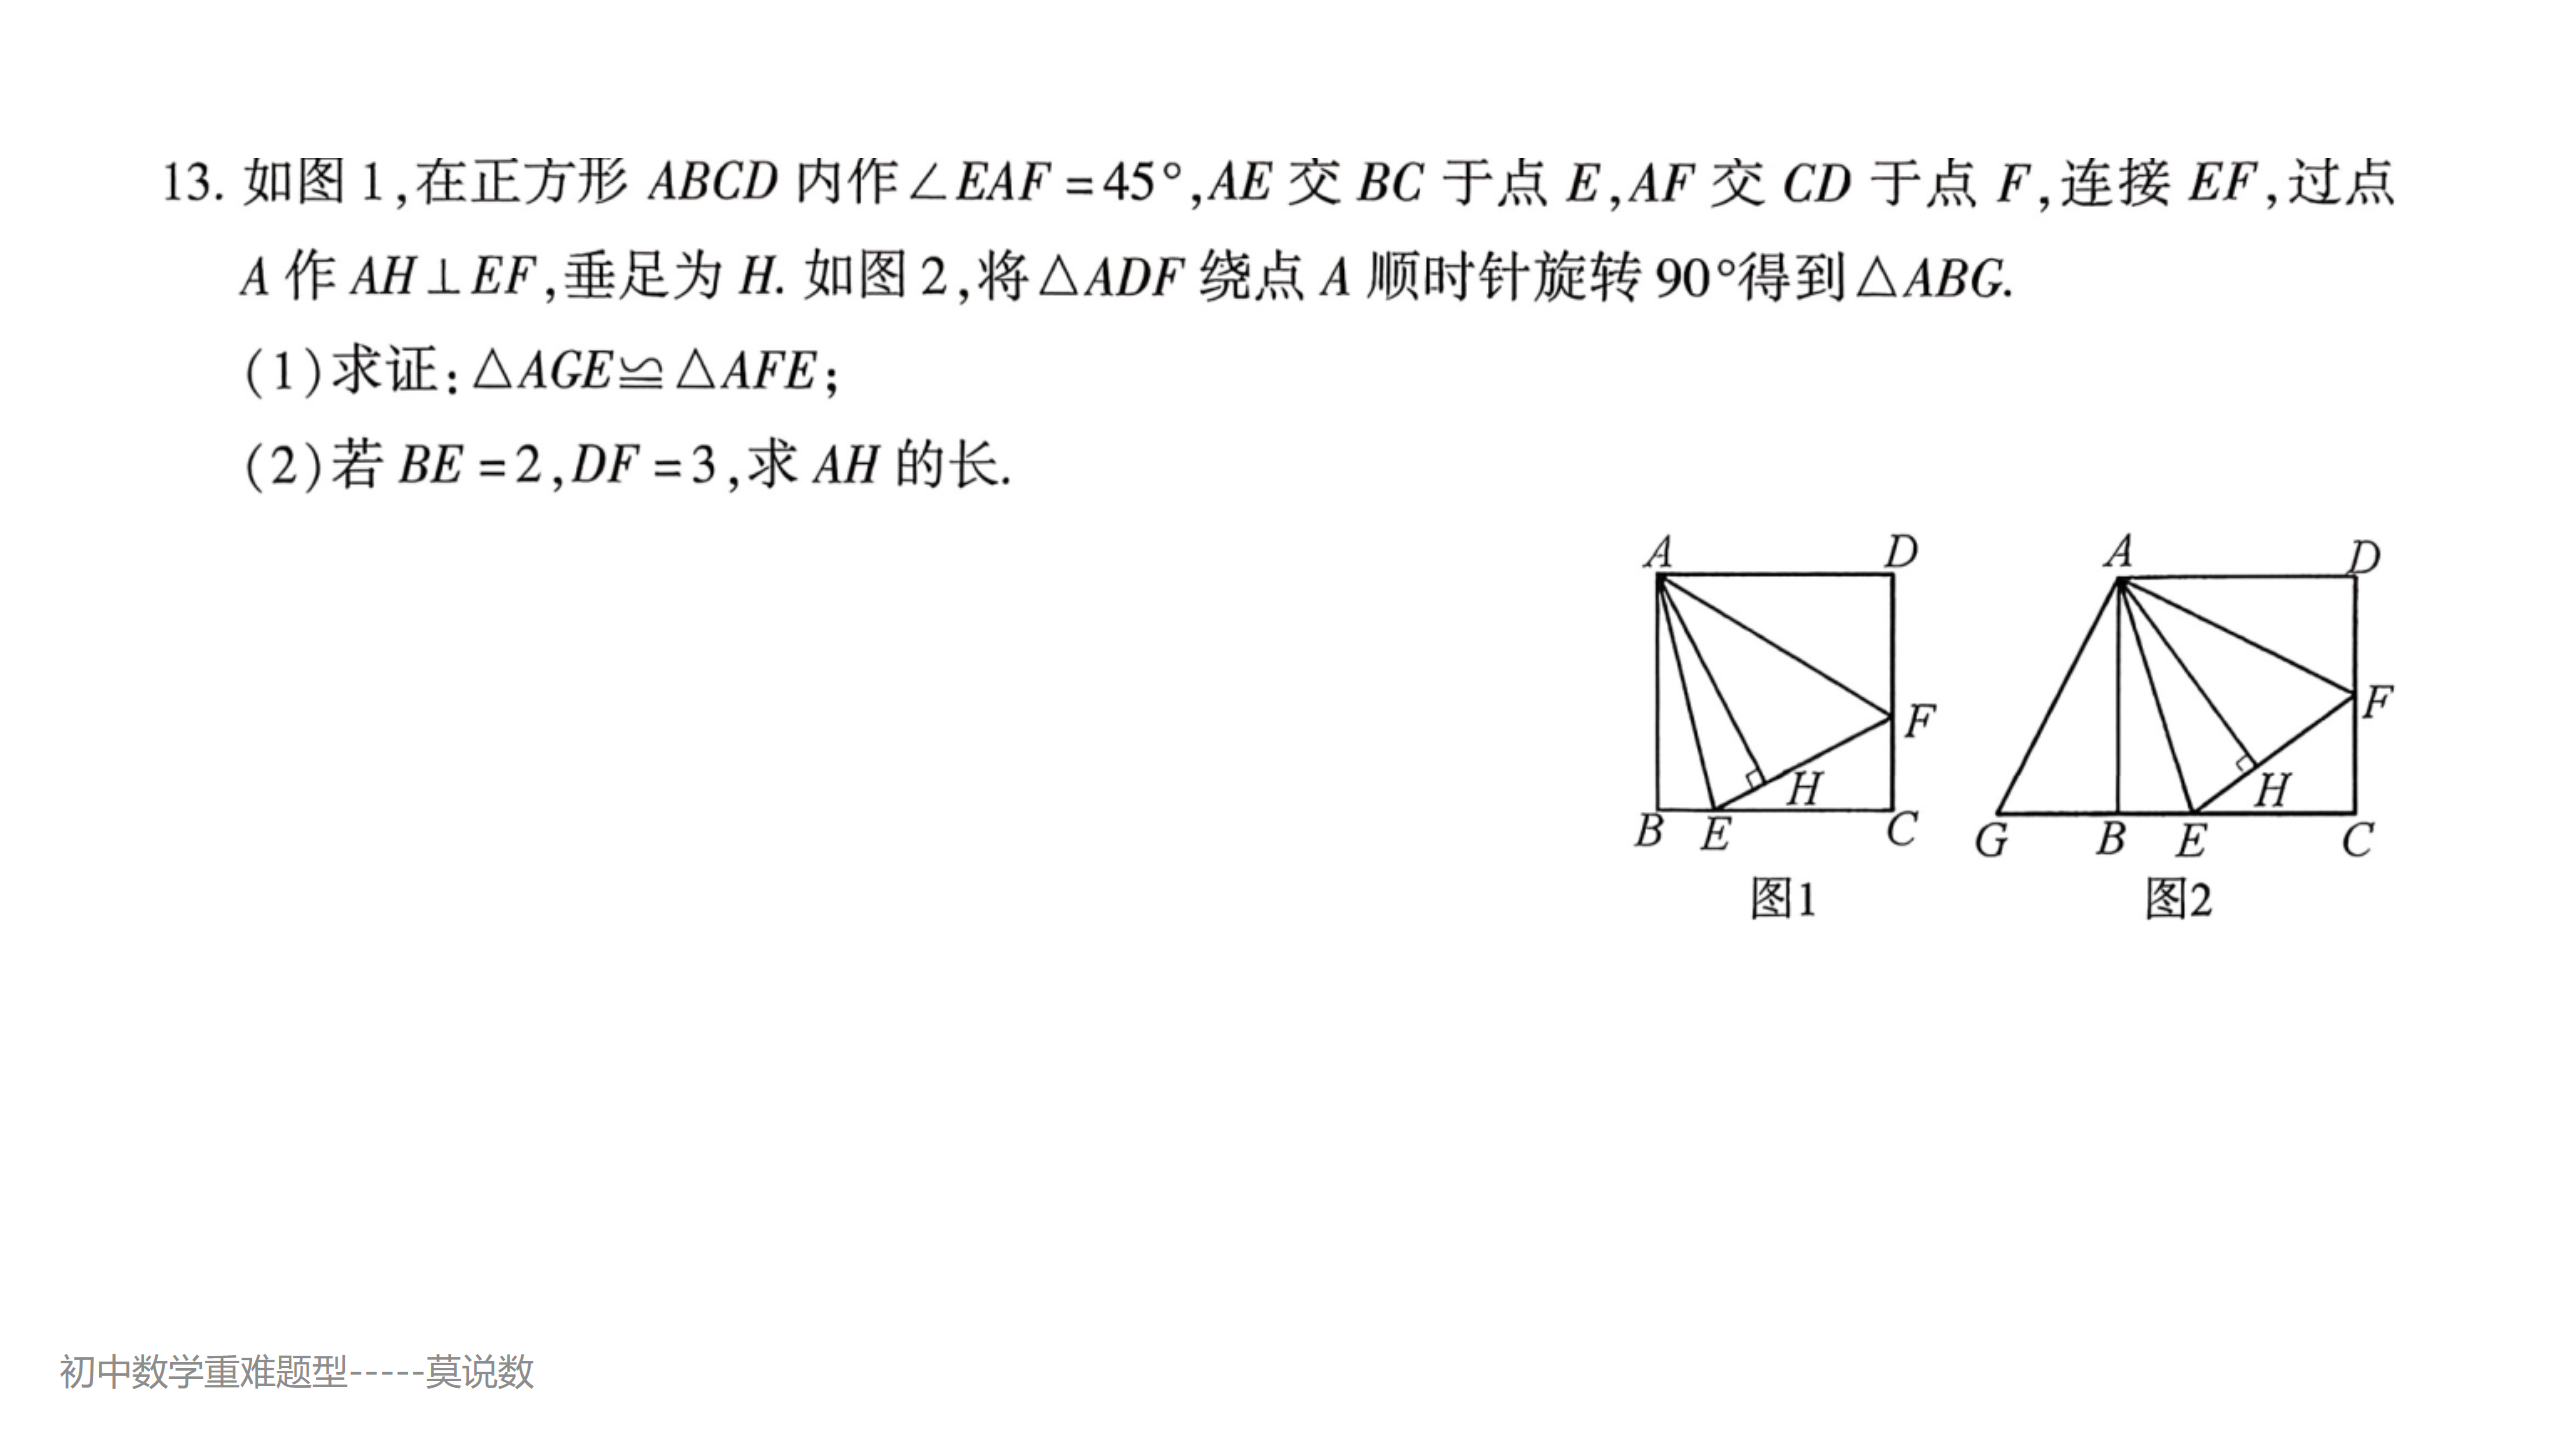 13. 如图1,在正方形 ABCD 内作∠EAF=45°,AE 交 BC 于点 E,AF 交 CD 于点 F,连接 EF,过点
A 作 AH⊥EF,垂足为 H. 如图2,将△ADF 绕点 A 顺时针旋转90°得到△ABG.
(1)求证:△AGE≌△AFE;
(2)若 BE=2,DF=3,求 AH 的长.
A D A D
F F
H H
B E C G B E C
图1 图2
初中数学重难题型-----莫说数